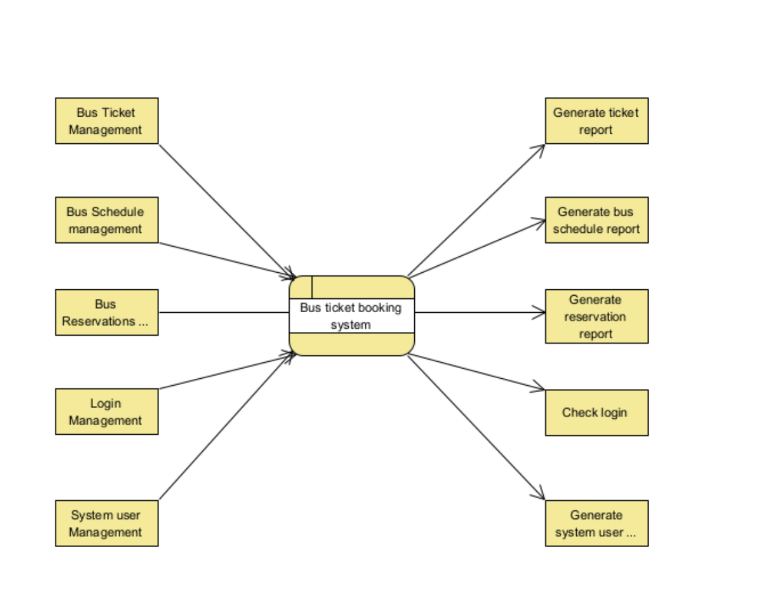 Bus Ticket
Management
Generate ticket
report
Bus Schedule
management
Generate bus
schedule report
Bus
Reservations ...
Bus ticket booking
system
Generate
reservation
report
Login
Management
Check login
System user
Management
Generate
system user ...